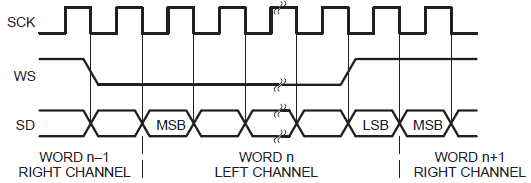 SCK
WS
SD
MSB
LSB
MSB
WORD n–1
RIGHT CHANNEL
WORD n
LEFT CHANNEL
WORD n+1
RIGHT CHANNEL